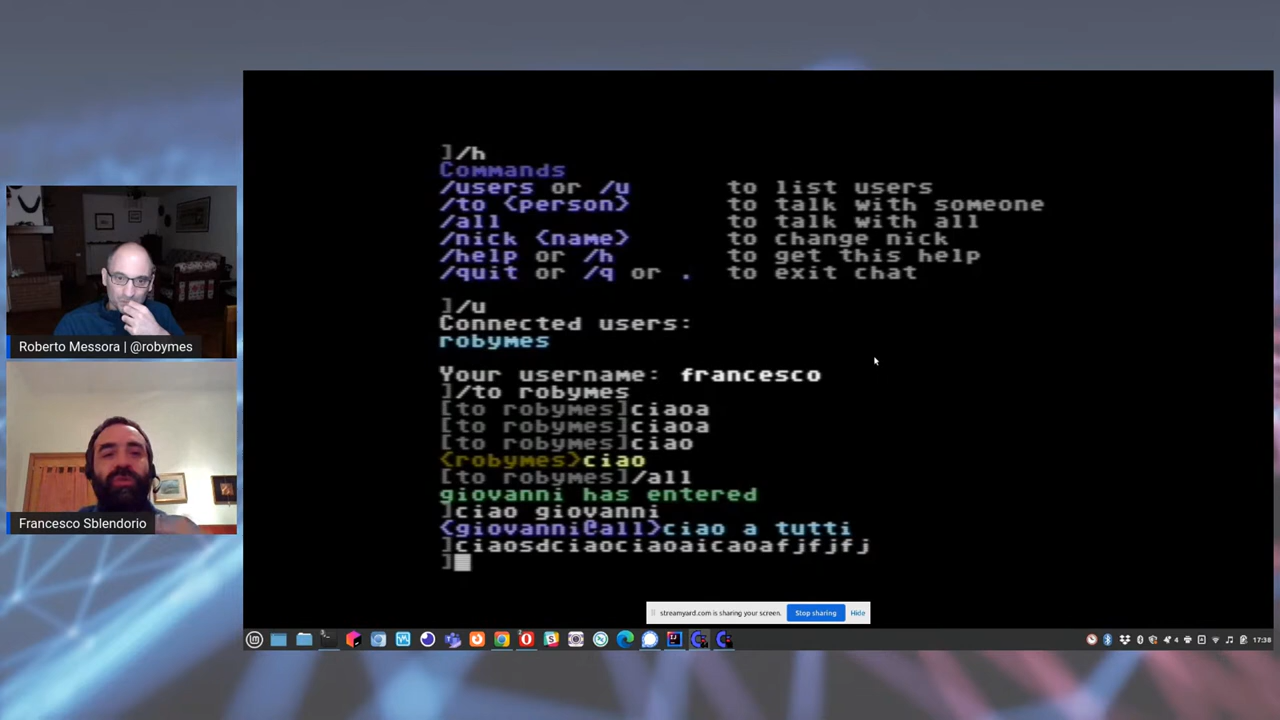 ]/h
Commands
/users or /u to list users
/to <person> to talk with someone
/all to talk with all
/nick <name> to change nick
/help or /h to get this help
/quit or /q or . to exit chat
]/u
Connected users:
robymes
Your username: francesco
]/to robymes
[to robymes]ciaoa
[to robymes]ciaoa
[to robymes]ciao
<robymes>ciao
[to robymes]/all
giovanni has entered
]ciao giovanni
<giovanni@all>ciao a tutti
]ciaosdciaociaoaicaoafjfjfj
]
Roberto Messora | @robymes
Francesco Sblendorio
streamyard.com is sharing your screen. Stop sharing Hide
4 17:38